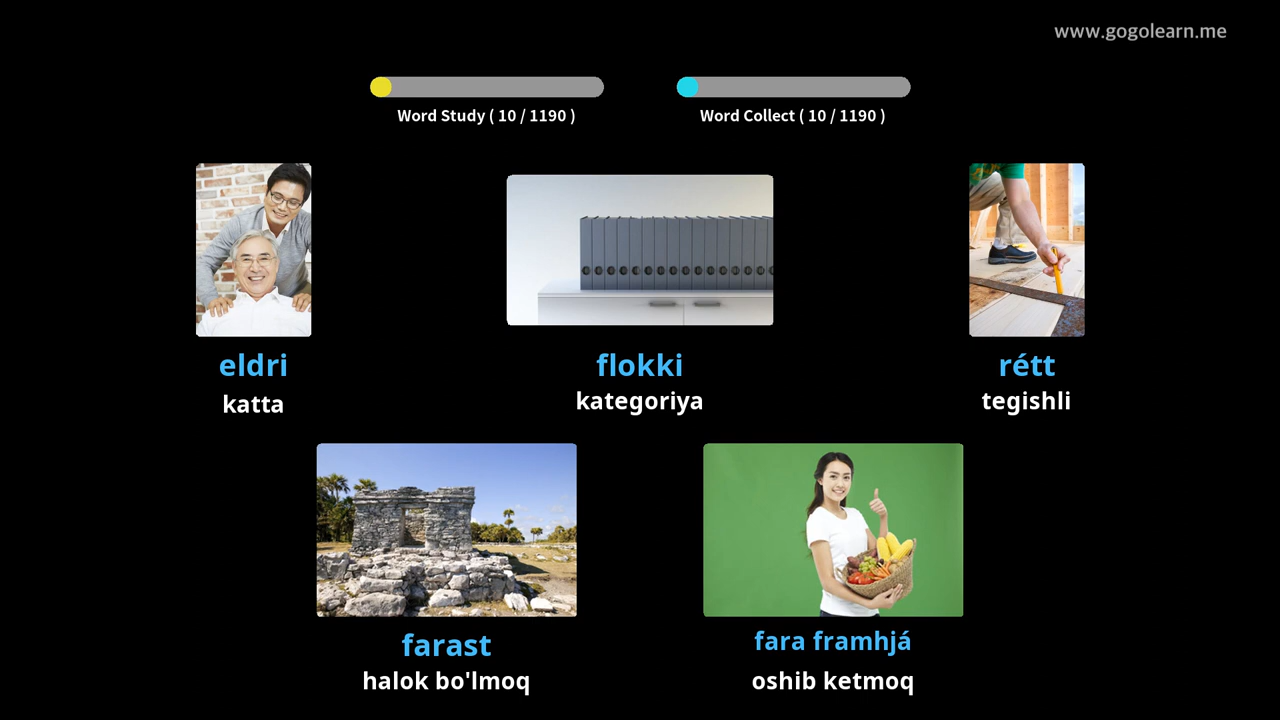 www.gogolearn.me
Word Study ( 10 / 1190 )
Word Collect ( 10 / 1190 )
eldri
katta
flokki
kategoriya
rétt
tegishli
farast
halok bo'lmoq
fara framhjá
oshib ketmoq